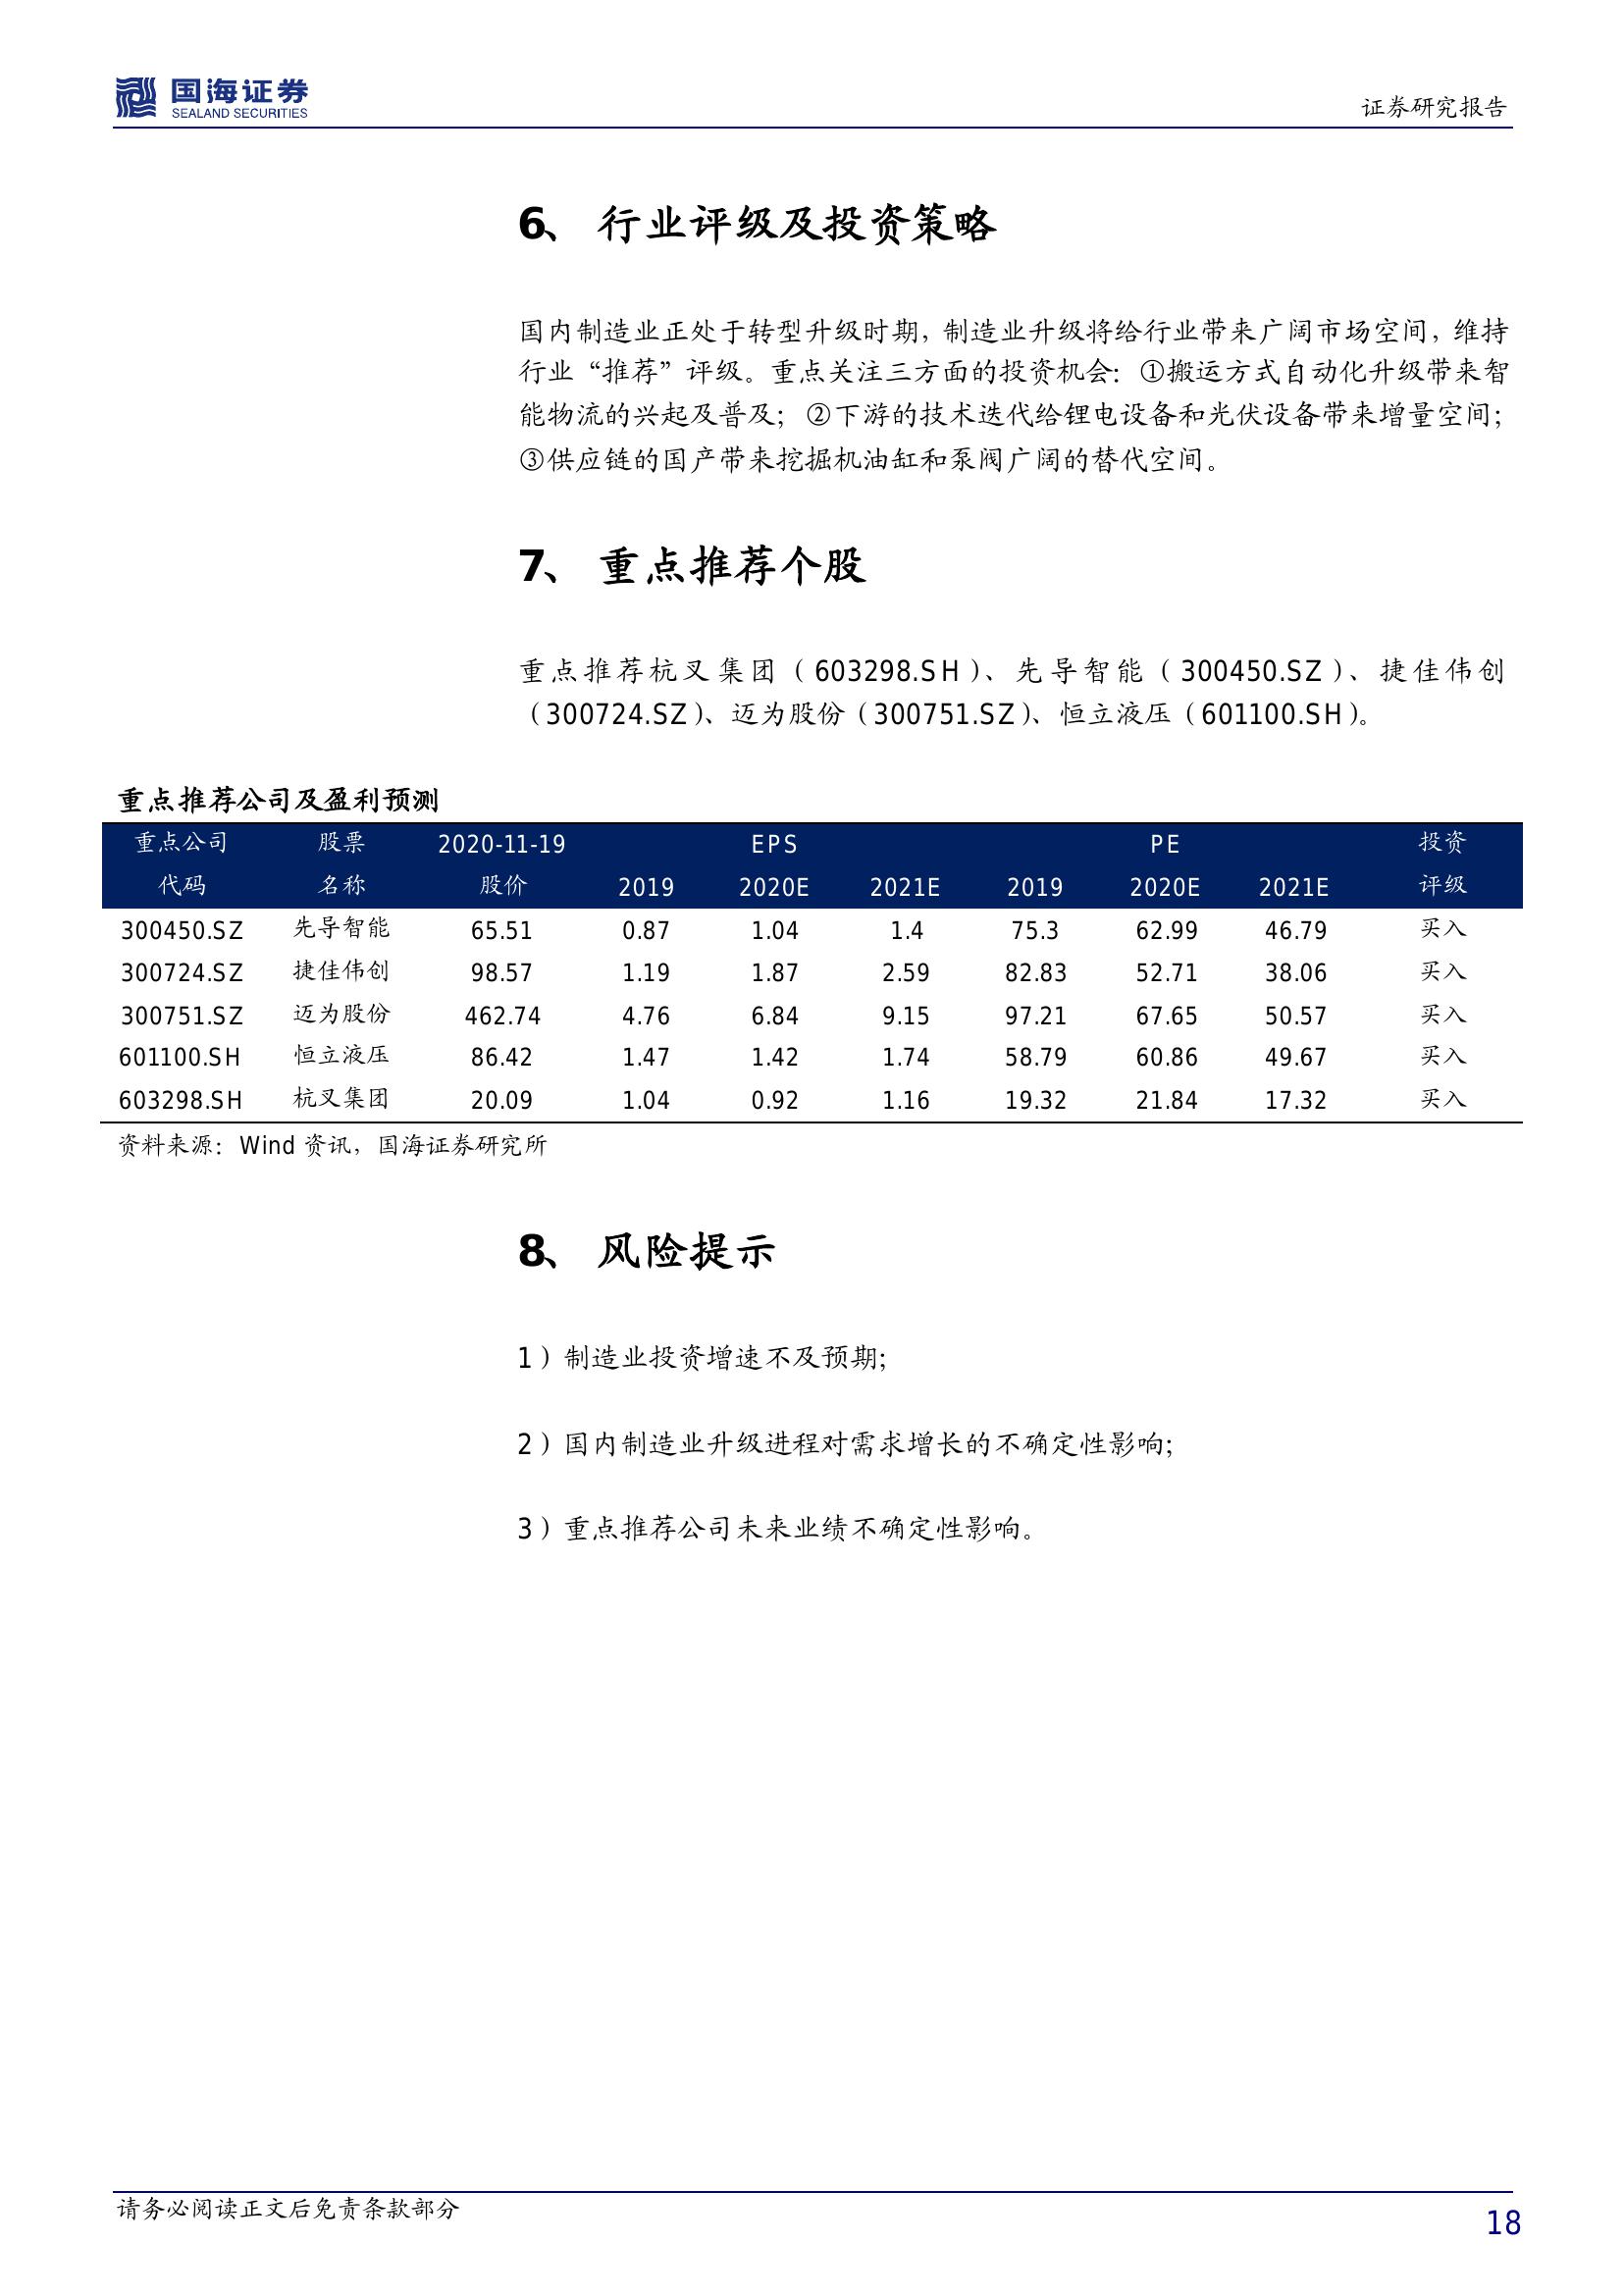 国海证券
SEALAND SECURITIES
证券研究报告
6、 行业评级及投资策略
国内制造业正处于转型升级时期，制造业升级将给行业带来广阔市场空间，维持
行业“推荐”评级。重点关注三方面的投资机会：①搬运方式自动化升级带来智
能物流的兴起及普及；②下游的技术迭代给锂电设备和光伏设备带来增量空间；
③供应链的国产带来挖掘机油缸和泵阀广阔的替代空间。
7、 重点推荐个股
重点推荐杭叉集团（603298.SH）、先导智能（300450.SZ）、捷佳伟创
（300724.SZ）、迈为股份（300751.SZ）、恒立液压（601100.SH）。
重点推荐公司及盈利预测
重点公司 股票 2020-11-19 EPS PE 投资
代码 名称 股价 2019 2020E 2021E 2019 2020E 2021E 评级
300450.SZ 先导智能 65.51 0.87 1.04 1.4 75.3 62.99 46.79 买入
300724.SZ 捷佳伟创 98.57 1.19 1.87 2.59 82.83 52.71 38.06 买入
300751.SZ 迈为股份 462.74 4.76 6.84 9.15 97.21 67.65 50.57 买入
601100.SH 恒立液压 86.42 1.47 1.42 1.74 58.79 60.86 49.67 买入
603298.SH 杭叉集团 20.09 1.04 0.92 1.16 19.32 21.84 17.32 买入
资料来源：Wind 资讯，国海证券研究所
8、 风险提示
1）制造业投资增速不及预期；
2）国内制造业升级进程对需求增长的不确定性影响；
3）重点推荐公司未来业绩不确定性影响。
请务必阅读正文后免责条款部分
18